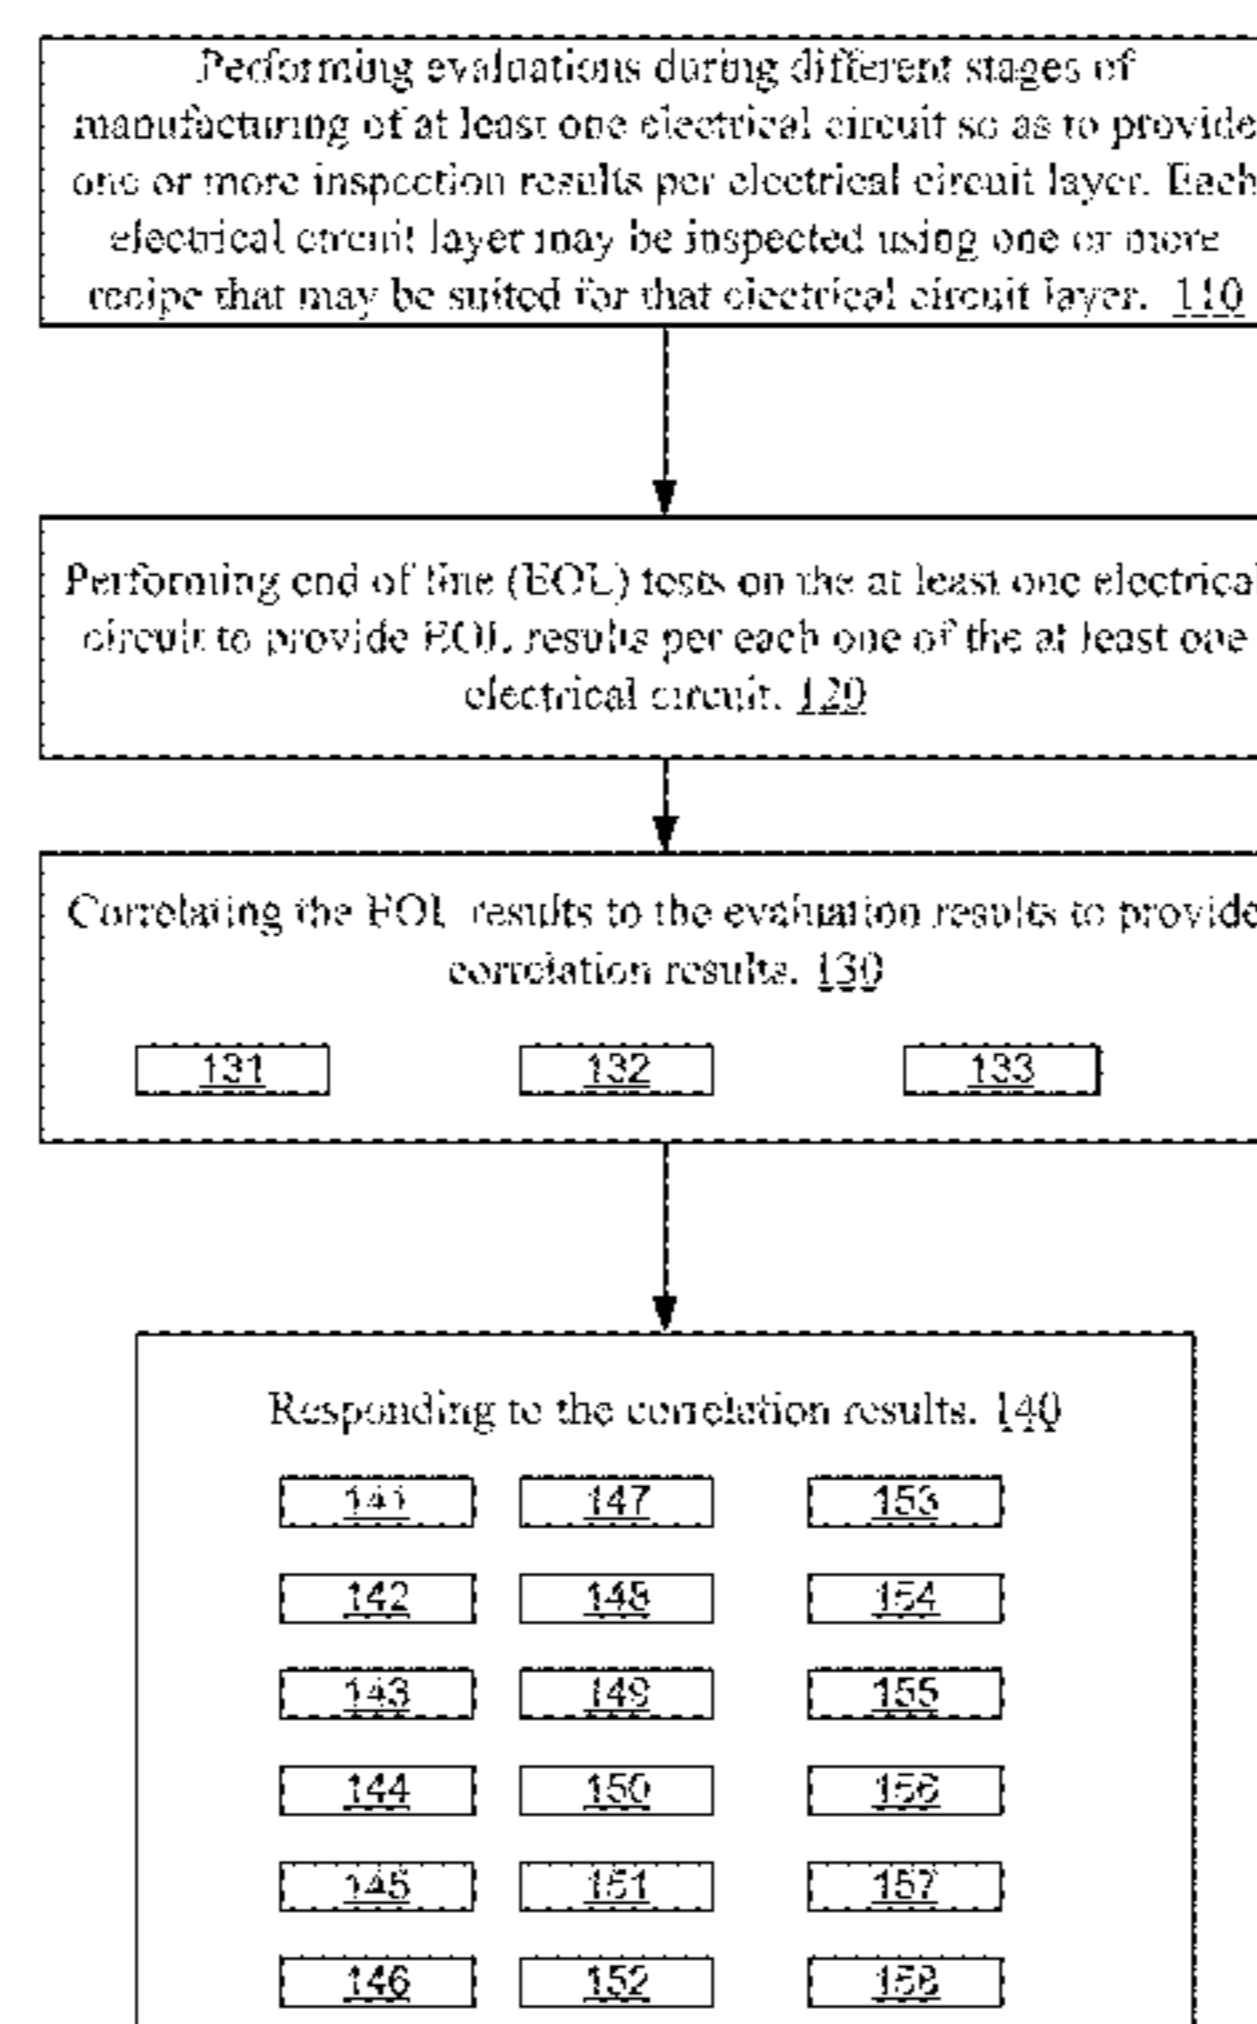 Performing evaluations during different stages of
manufacturing of at least one electrical circuit so as to provide
one or more inspection results per electrical circuit layer. Each
electrical circuit layer may be inspected using one or more
recipe that may be suited for that electrical circuit layer. 110
Performing end of line (EOL) tests on the at least one electrical
circuit to provide EOL results per each one of the at least one
electrical circuit. 120
Correlating the EOL results to the evaluation results to provide
correlation results. 130
131 132 133
Responding to the correlation results. 140
141 147 153
142 148 154
143 149 155
144 150 156
145 151 157
146 152 158